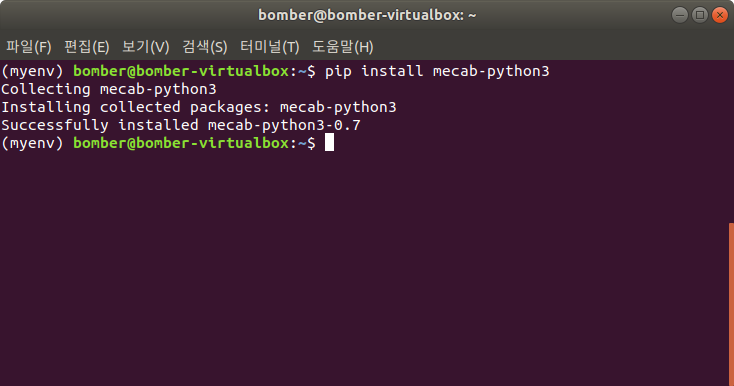 bomber@bomber-virtualbox: ~
파일(F) 편집(E) 보기(V) 검색(S) 터미널(T) 도움말(H)
(myenv) bomber@bomber-virtualbox:~$ pip install mecab-python3
Collecting mecab-python3
Installing collected packages: mecab-python3
Successfully installed mecab-python3-0.7
(myenv) bomber@bomber-virtualbox:~$